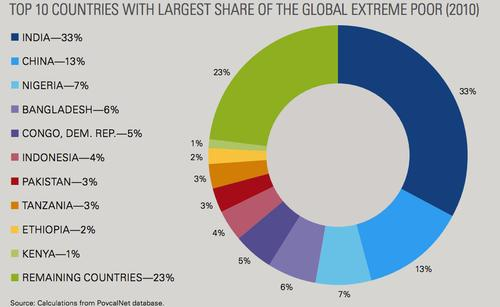 TOP 10 COUNTRIES WITH LARGEST SHARE OF THE GLOBAL EXTREME POOR (2010)
INDIA—33%
CHINA—13%
NIGERIA—7%
BANGLADESH—6%
CONGO, DEM. REP.—5%
INDONESIA—4%
PAKISTAN—3%
TANZANIA—3%
ETHIOPIA—2%
KENYA—1%
REMAINING COUNTRIES—23%
33%
13%
7%
6%
5%
4%
3%
3%
2%
1%
23%
Source: Calculations from PovcalNet database.